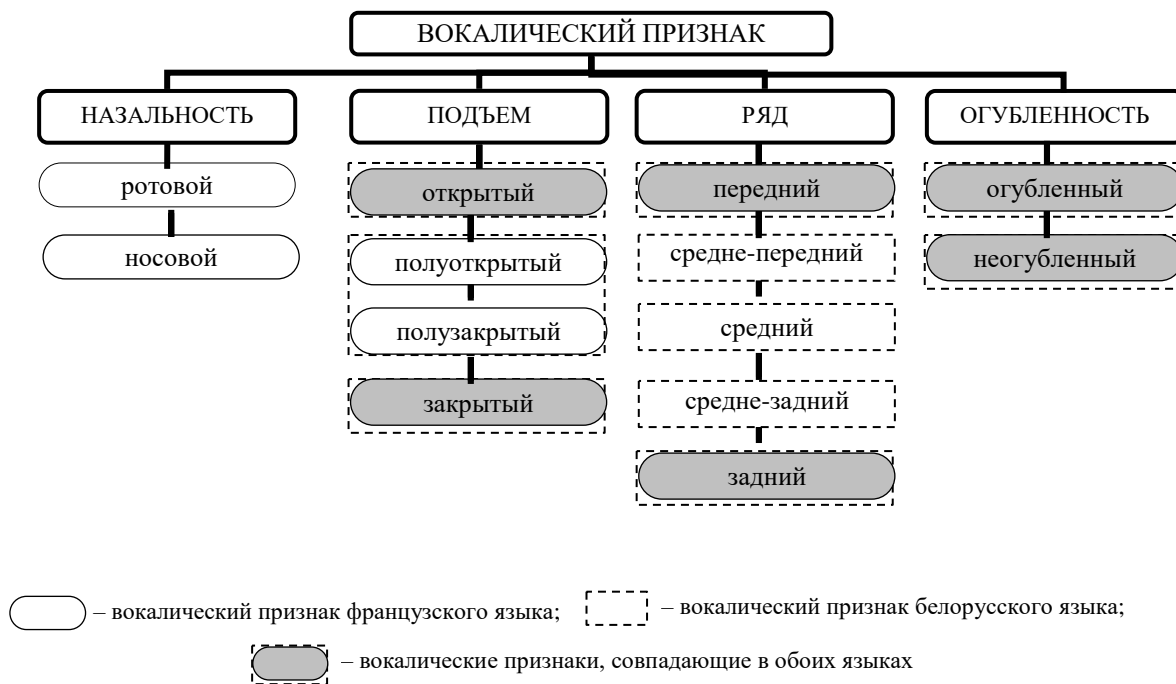 ВОКАЛИЧЕСКИЙ ПРИЗНАК
НАЗАЛЬНОСТЬ
ротовой
носовой
ПОДЪЕМ
открытый
полуоткрытый
полузакрытый
закрытый
РЯД
передний
средне-передний
средний
средне-задний
задний
ОГУБЛЕННОСТЬ
огубленный
неогубленный
– вокалический признак французского языка;
– вокалический признак белорусского языка;
– вокалические признаки, совпадающие в обоих языках